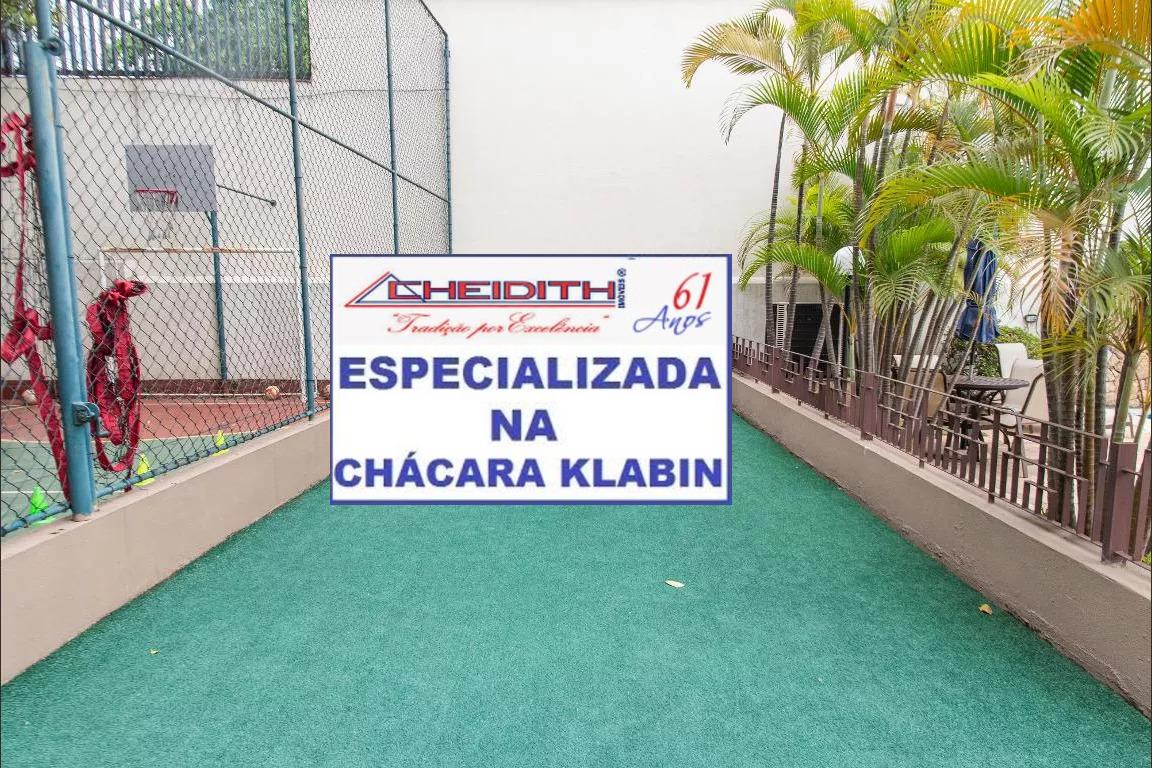 CHEIDITH IMÓVEIS ®
"Tradição por Excelência"
61
Anos
ESPECIALIZADA
NA
CHÁCARA KLABIN